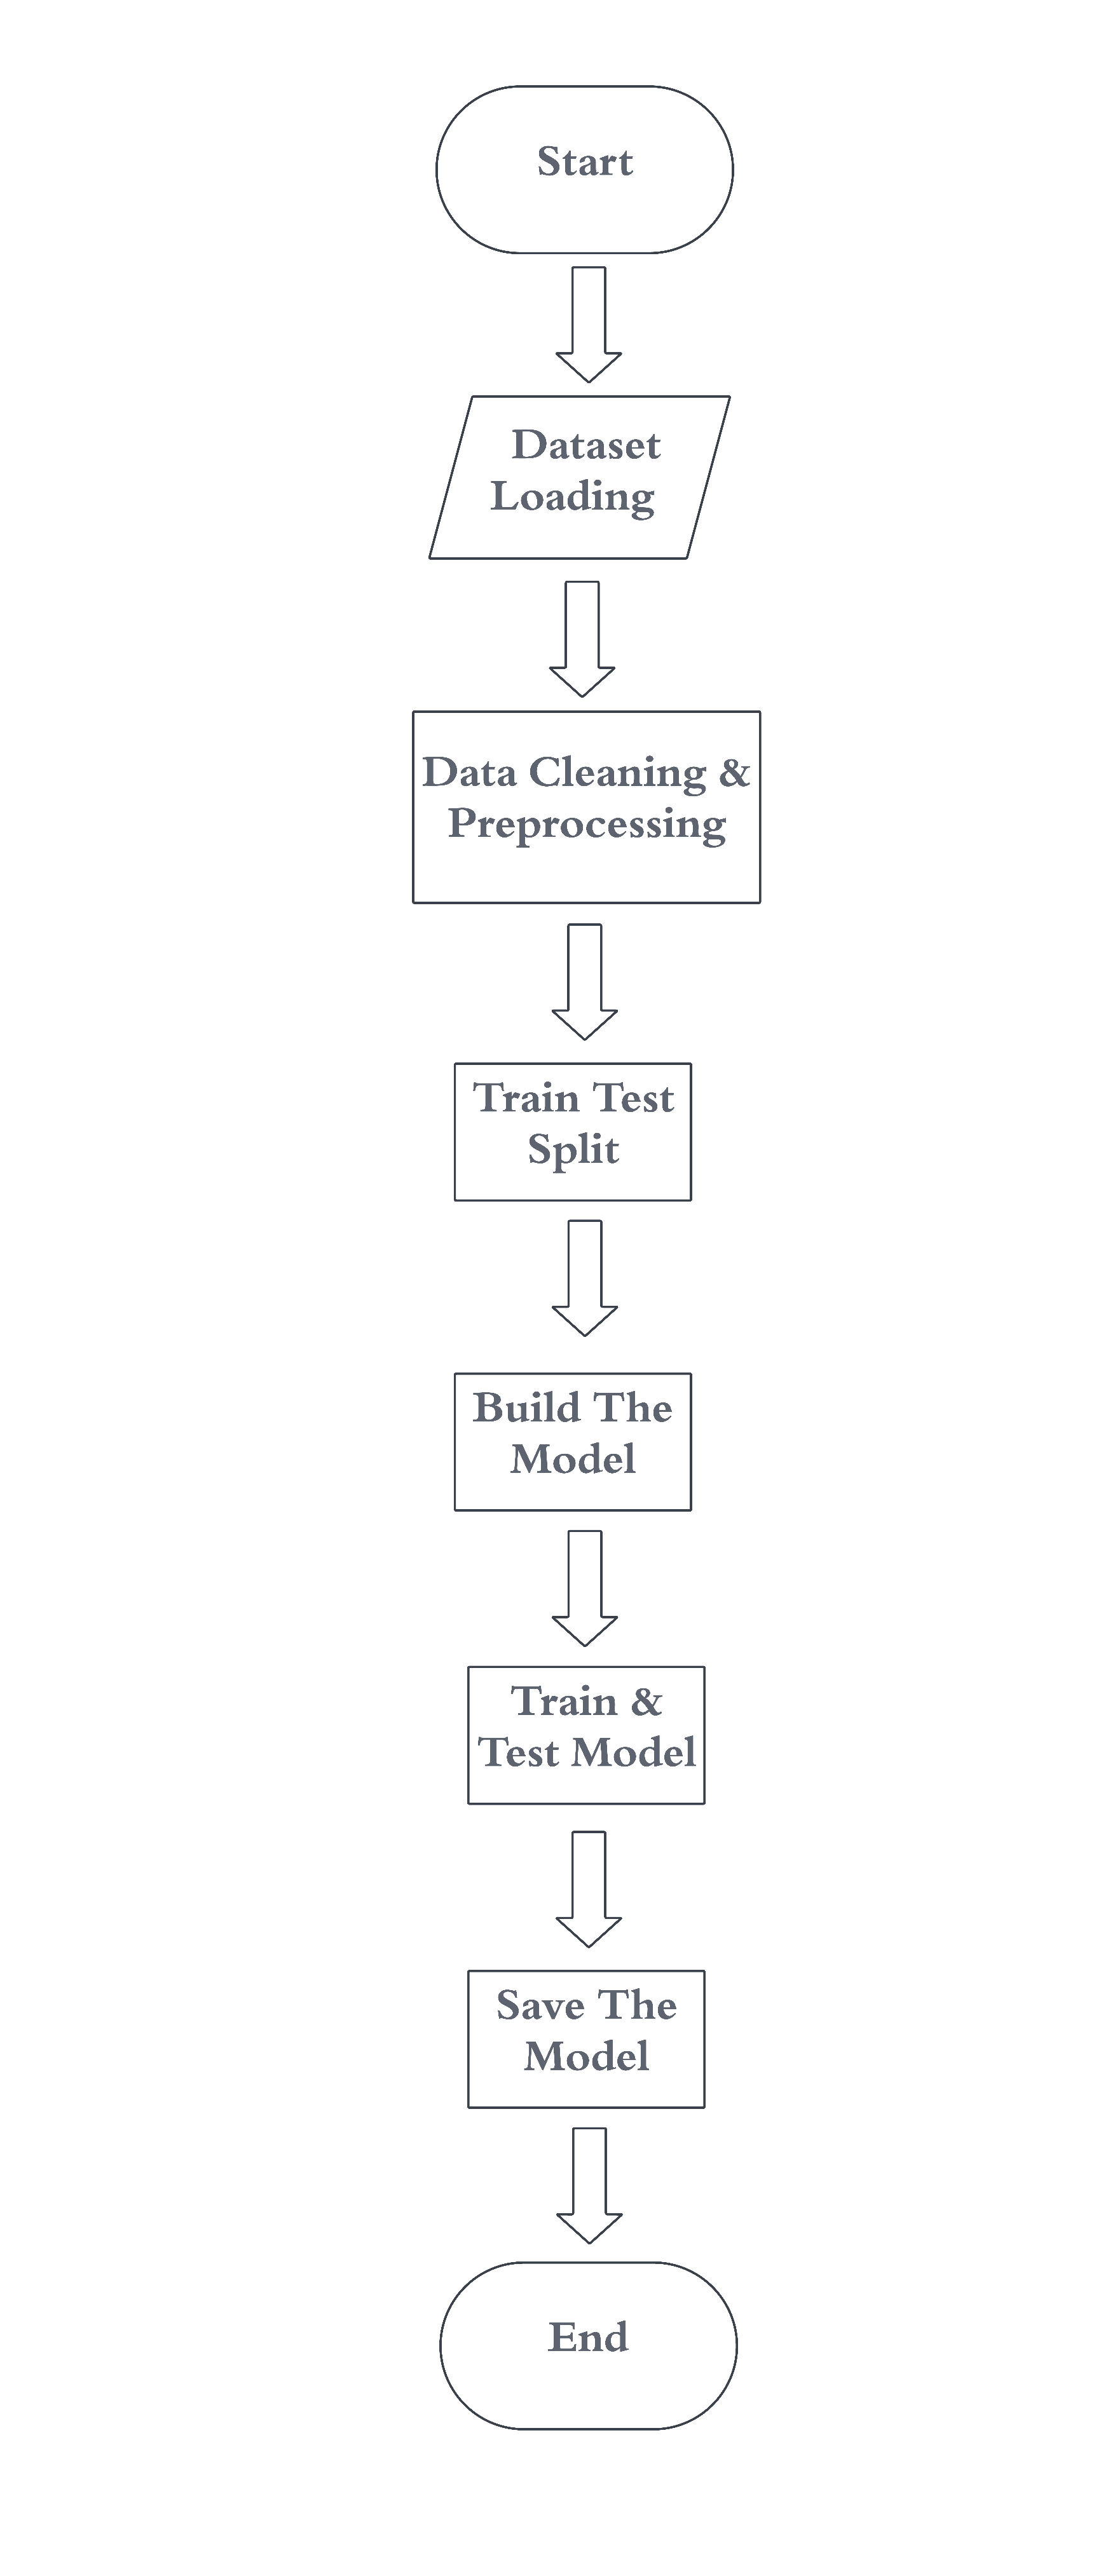 Start
Dataset
Loading
Data Cleaning &
Preprocessing
Train Test
Split
Build The
Model
Train &
Test Model
Save The
Model
End